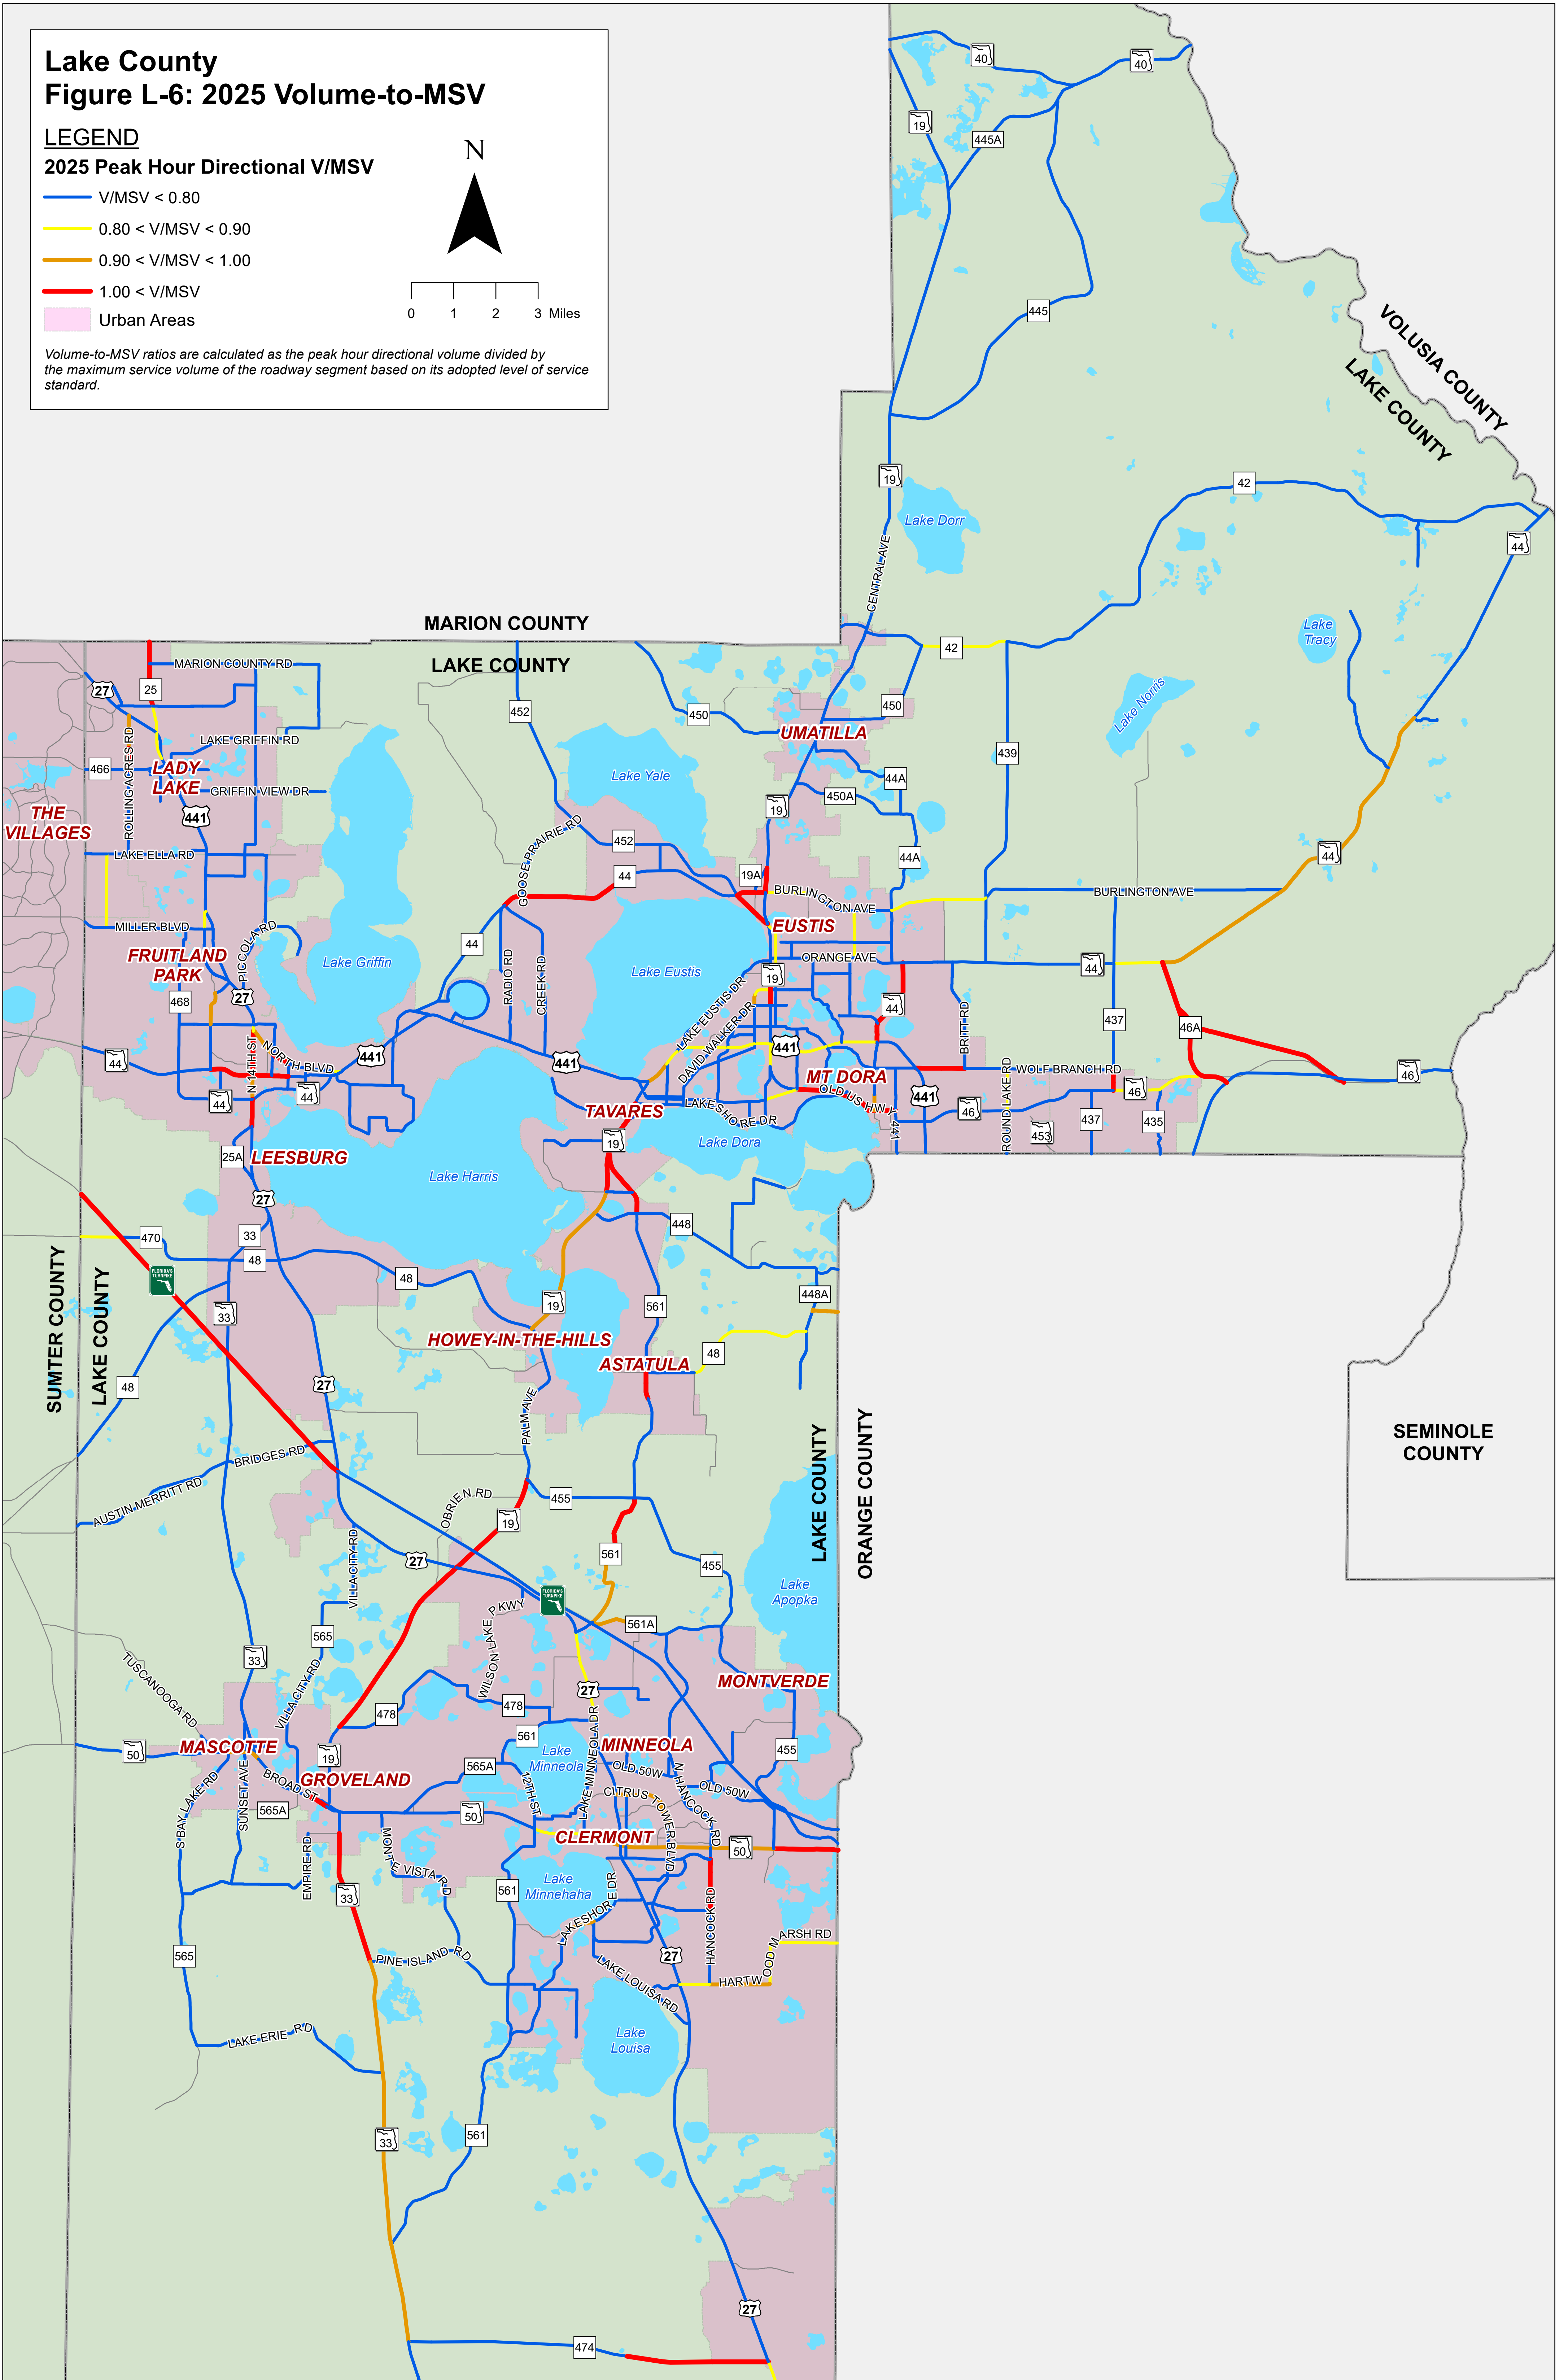 Lake County
Figure L-6: 2025 Volume-to-MSV
LEGEND
2025 Peak Hour Directional V/MSV
V/MSV < 0.80
0.80 < V/MSV < 0.90
0.90 < V/MSV < 1.00
1.00 < V/MSV
Urban Areas
N
0 1 2 3 Miles
Volume-to-MSV ratios are calculated as the peak hour directional volume divided by
the maximum service volume of the roadway segment based on its adopted level of service
standard.
40
40
19
445A
445
VOLUSIA COUNTY
LAKE COUNTY
19
42
Lake Dorr
44
CENTRAL AVE
MARION COUNTY
LAKE COUNTY
42
Lake
Tracy
MARION COUNTY RD
27
25
452
450
450
Lake Norris
UMATILLA
LAKE GRIFFIN RD
439
466
LADY
LAKE
Lake Yale
44A
GRIFFIN VIEW DR
ROLLING ACRES RD
450A
19
THE
VILLAGES
441
GOOSE PRAIRIE RD
452
LAKE ELLA RD
44A
44
44
19A
BURLINGTON AVE
BURLINGTON AVE
MILLER BLVD
EUSTIS
FRUITLAND
PARK
PICCOLA RD
44
Lake Griffin
RADIO RD
CREEK RD
Lake Eustis
ORANGE AVE
44
19
468
27
LAKE EUSTIS DR
DAVID WALKER DR
44
437
46A
BRITT RD
44
N 14TH ST
NORTH BLVD
441
441
441
MT DORA
WOLF BRANCH RD
46
44
44
46
TAVARES
LAKESHORE DR
OLD US HWY 441
441
46
ROUND LAKE RD
453
437
435
Lake Dora
19
25A
LEESBURG
Lake Harris
27
33
48
470
448
SUMTER COUNTY
LAKE COUNTY
FLORIDA'S
TURNPIKE
48
448A
33
19
561
HOWEY-IN-THE-HILLS
ASTATULA
48
48
27
PALM AVE
LAKE COUNTY
ORANGE COUNTY
SEMINOLE
COUNTY
BRIDGES RD
AUSTIN MERRITT RD
OBRIEN RD
455
19
561
455
VILLA CITY RD
27
Lake
Apopka
FLORIDA'S
TURNPIKE
WILSON LAKE PKWY
561A
565
33
TUSCANOOGA RD
VILLA CITY RD
MONTVERDE
27
478
478
561
50
MASCOTTE
19
LAKE MINNEOLA DR
MINNEOLA
455
Lake
Minneola
565A
GROVELAND
OLD 50W
N HANCOCK RD
OLD 50W
BROAD ST
12TH ST
CITRUS TOWER BLVD
S BAY LAKE RD
SUNSET AVE
565A
50
CLERMONT
50
EMPIRE RD
MONTE VISTA RD
Lake
Minnehaha
33
561
LAKESHORE DR
HANCOCK RD
565
PINE ISLAND RD
27
MARSH RD
HARTWOOD
LAKE LOUISA RD
LAKE ERIE RD
Lake
Louisa
33
561
27
474